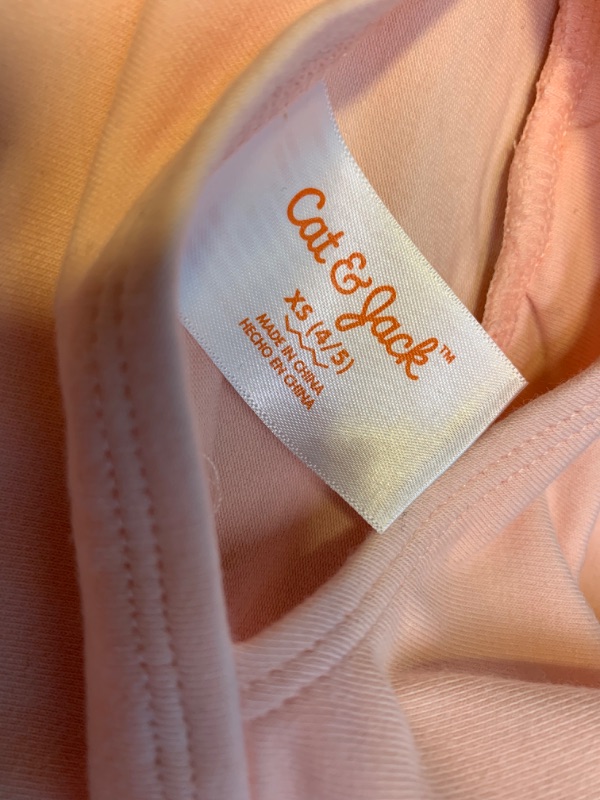 Cat & Jack™
XS (4/5)
MADE IN CHINA
HECHO EN CHINA